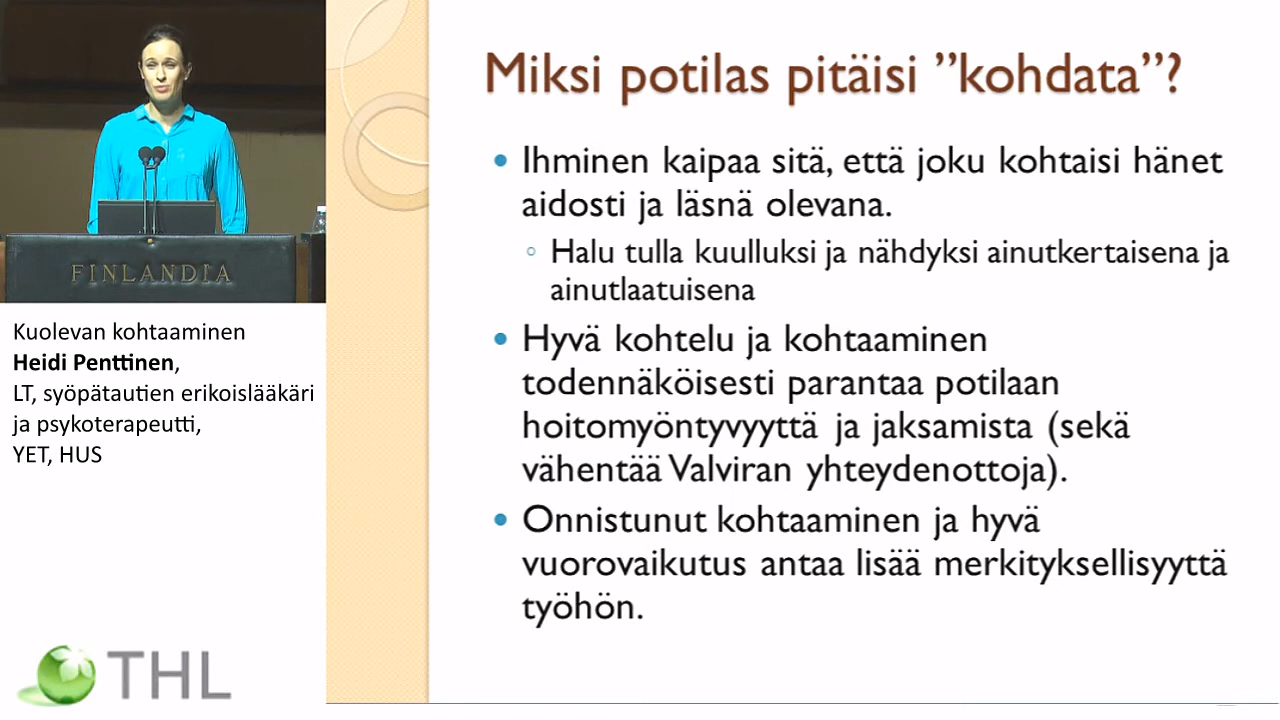 FINLANDIA
Kuolevan kohtaaminen
Heidi Penttinen,
LT, syöpätautien erikoislääkäri
ja psykoterapeutti,
YET, HUS
THL
Miksi potilas pitäisi ”kohdata”?
• Ihminen kaipaa sitä, että joku kohtaisi hänet
aidosti ja läsnä olevana.
◦ Halu tulla kuulluksi ja nähdyksi ainutkertaisena ja
ainutlaatuisena
• Hyvä kohtelu ja kohtaaminen
todennäköisesti parantaa potilaan
hoitomyöntyvyyttä ja jaksamista (sekä
vähentää Valviran yhteydenottoja).
• Onnistunut kohtaaminen ja hyvä
vuorovaikutus antaa lisää merkityksellisyyttä
työhön.